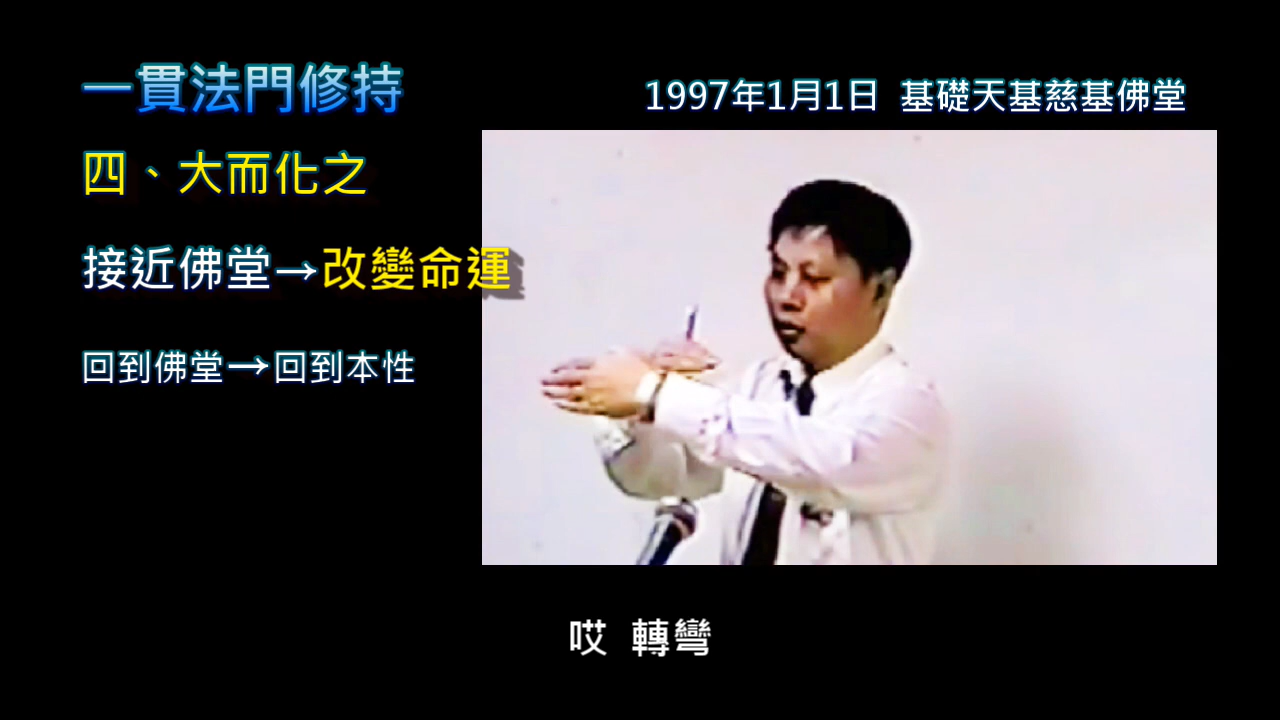 一貫法門修持
1997年1月1日 基礎天基慈基佛堂
四、大而化之
接近佛堂→改變命運
回到佛堂→回到本性
哎 轉彎